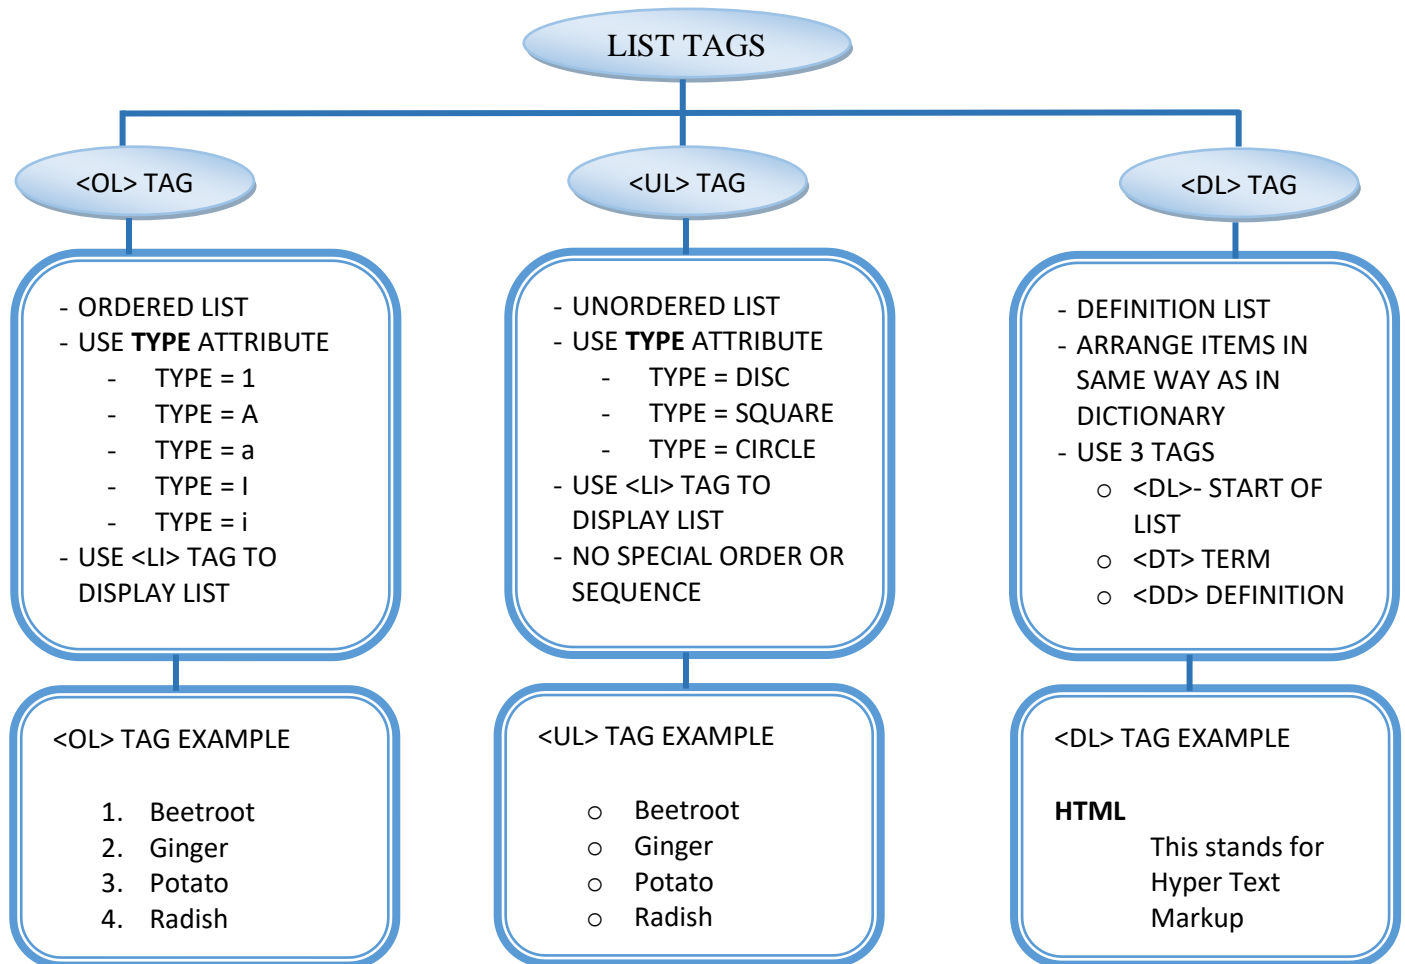 LIST TAGS
<OL> TAG
<UL> TAG
<DL> TAG
- ORDERED LIST
- USE TYPE ATTRIBUTE
- TYPE = 1
- TYPE = A
- TYPE = a
- TYPE = I
- TYPE = i
- USE <LI> TAG TO
DISPLAY LIST
- UNORDERED LIST
- USE TYPE ATTRIBUTE
- TYPE = DISC
- TYPE = SQUARE
- TYPE = CIRCLE
- USE <LI> TAG TO
DISPLAY LIST
- NO SPECIAL ORDER OR
SEQUENCE
- DEFINITION LIST
- ARRANGE ITEMS IN
SAME WAY AS IN
DICTIONARY
- USE 3 TAGS
o <DL>- START OF
LIST
o <DT> TERM
o <DD> DEFINITION
<OL> TAG EXAMPLE
1. Beetroot
2. Ginger
3. Potato
4. Radish
<UL> TAG EXAMPLE
o Beetroot
o Ginger
o Potato
o Radish
<DL> TAG EXAMPLE
HTML
This stands for
Hyper Text
Markup